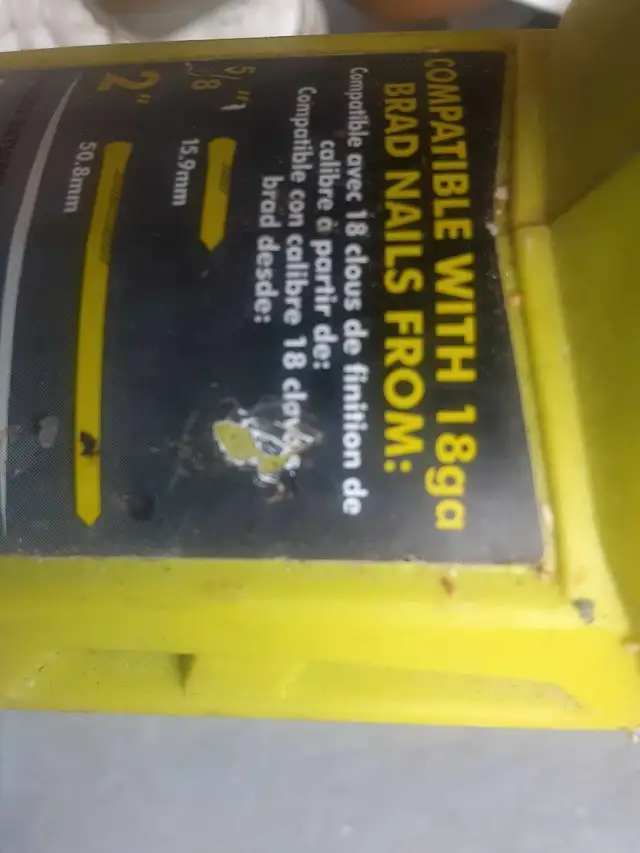 COMPATIBLE WITH 18ga
BRAD NAILS FROM:
Compatible avec 18 clous de finition de
calibre à partir de:
Compatible con calibre 18 clavos
brad desde:
5/8"
15.9mm
2"
50.8mm